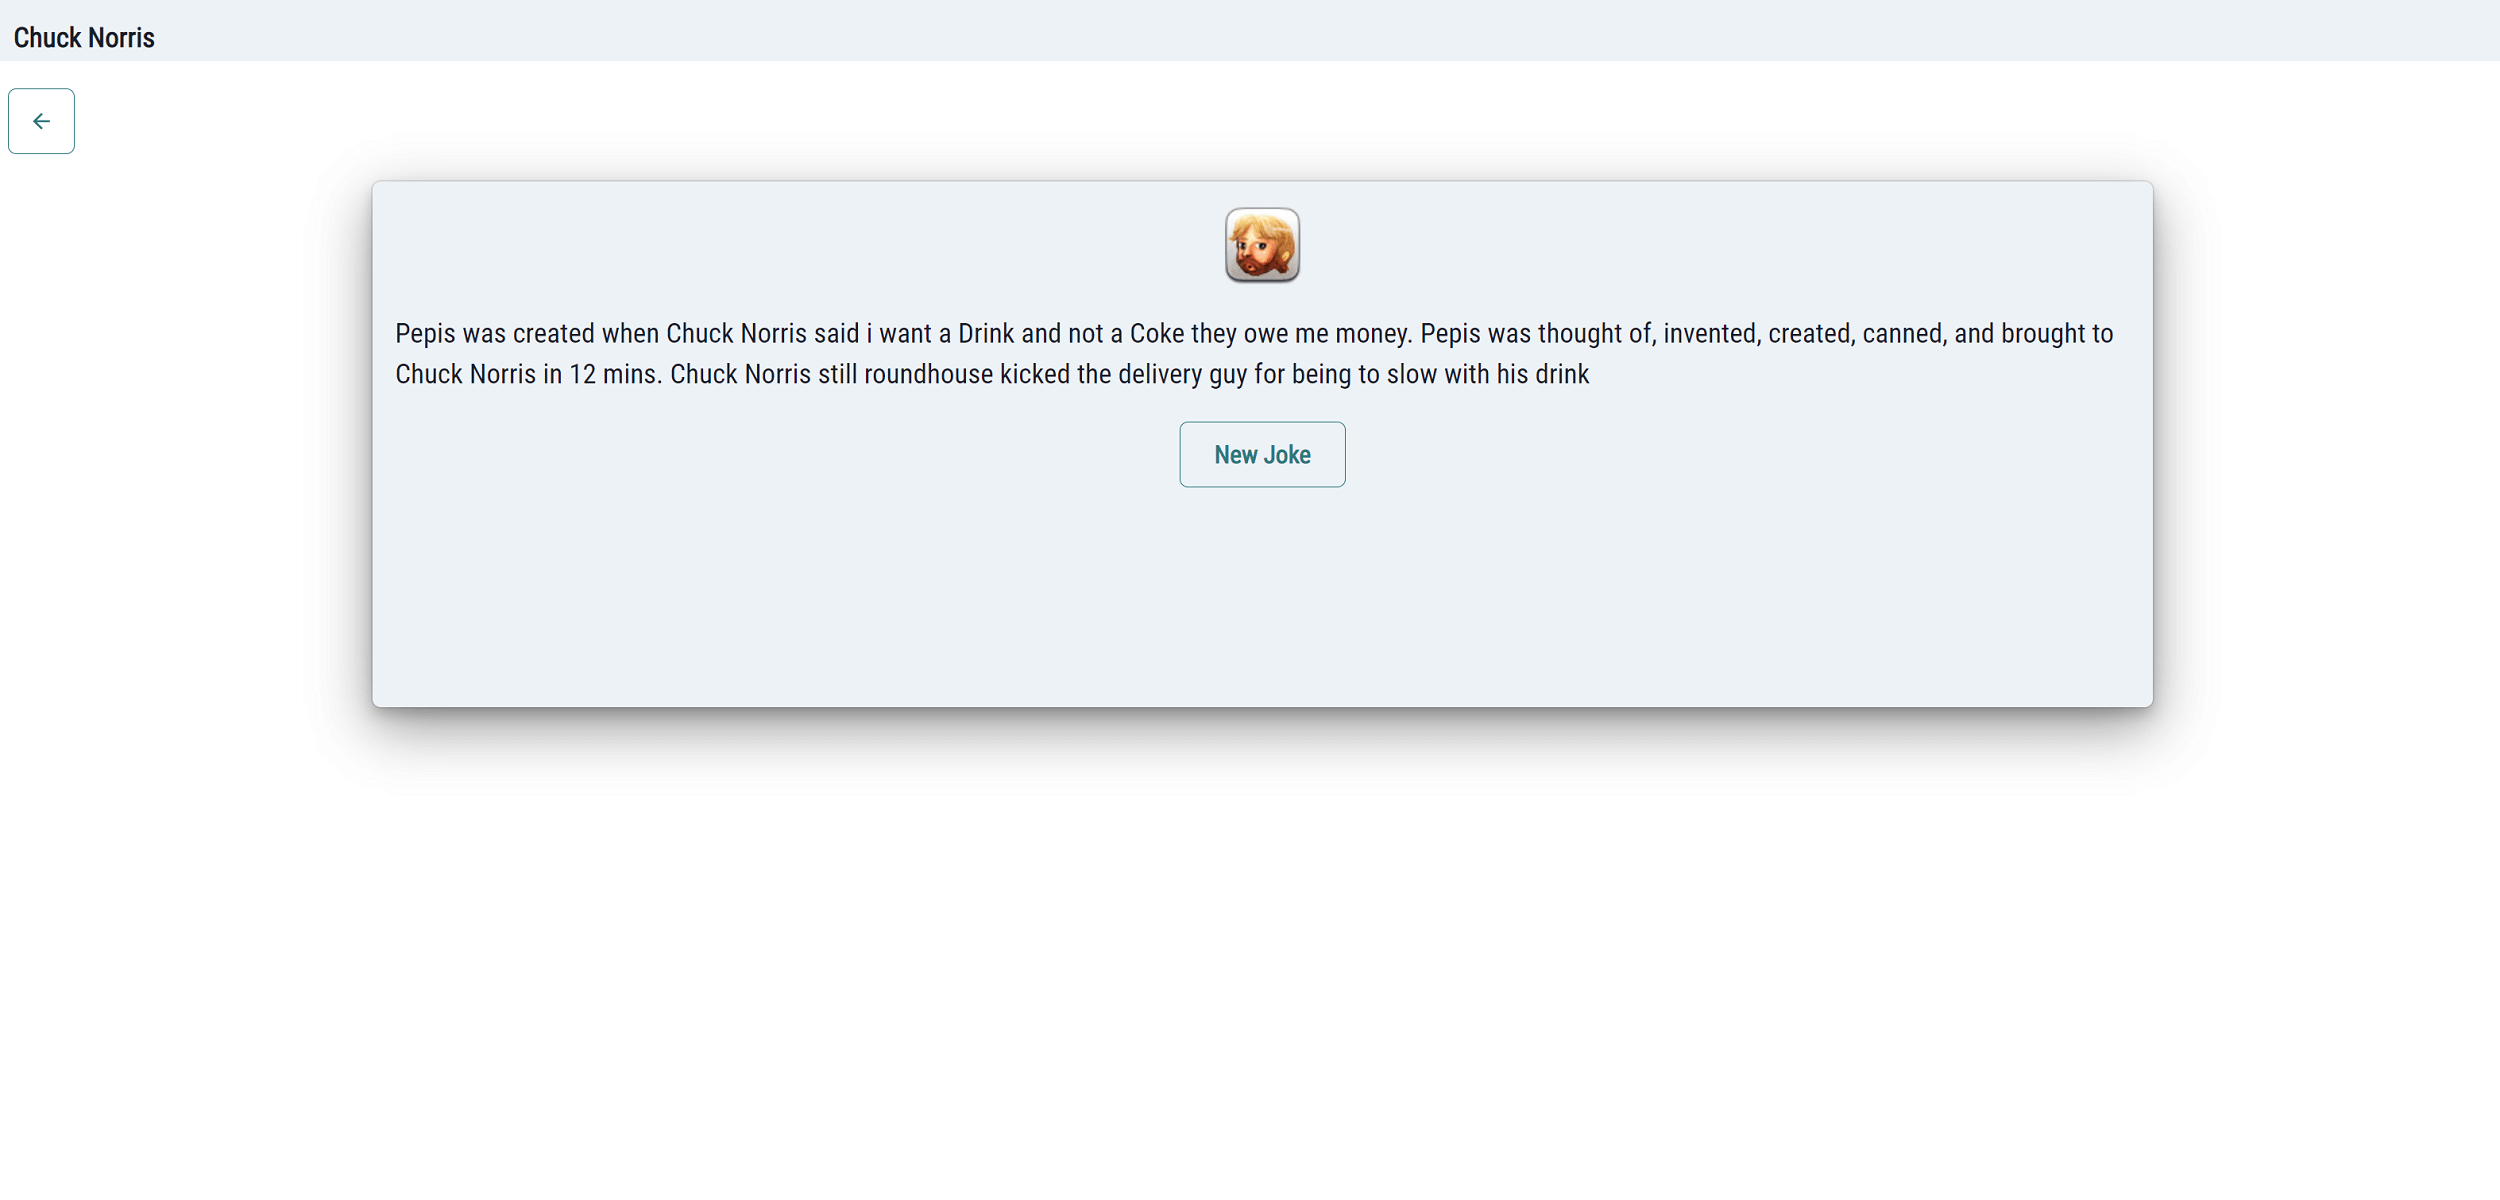 Chuck Norris
Pepis was created when Chuck Norris said i want a Drink and not a Coke they owe me money. Pepis was thought of, invented, created, canned, and brought to
Chuck Norris in 12 mins. Chuck Norris still roundhouse kicked the delivery guy for being to slow with his drink
New Joke